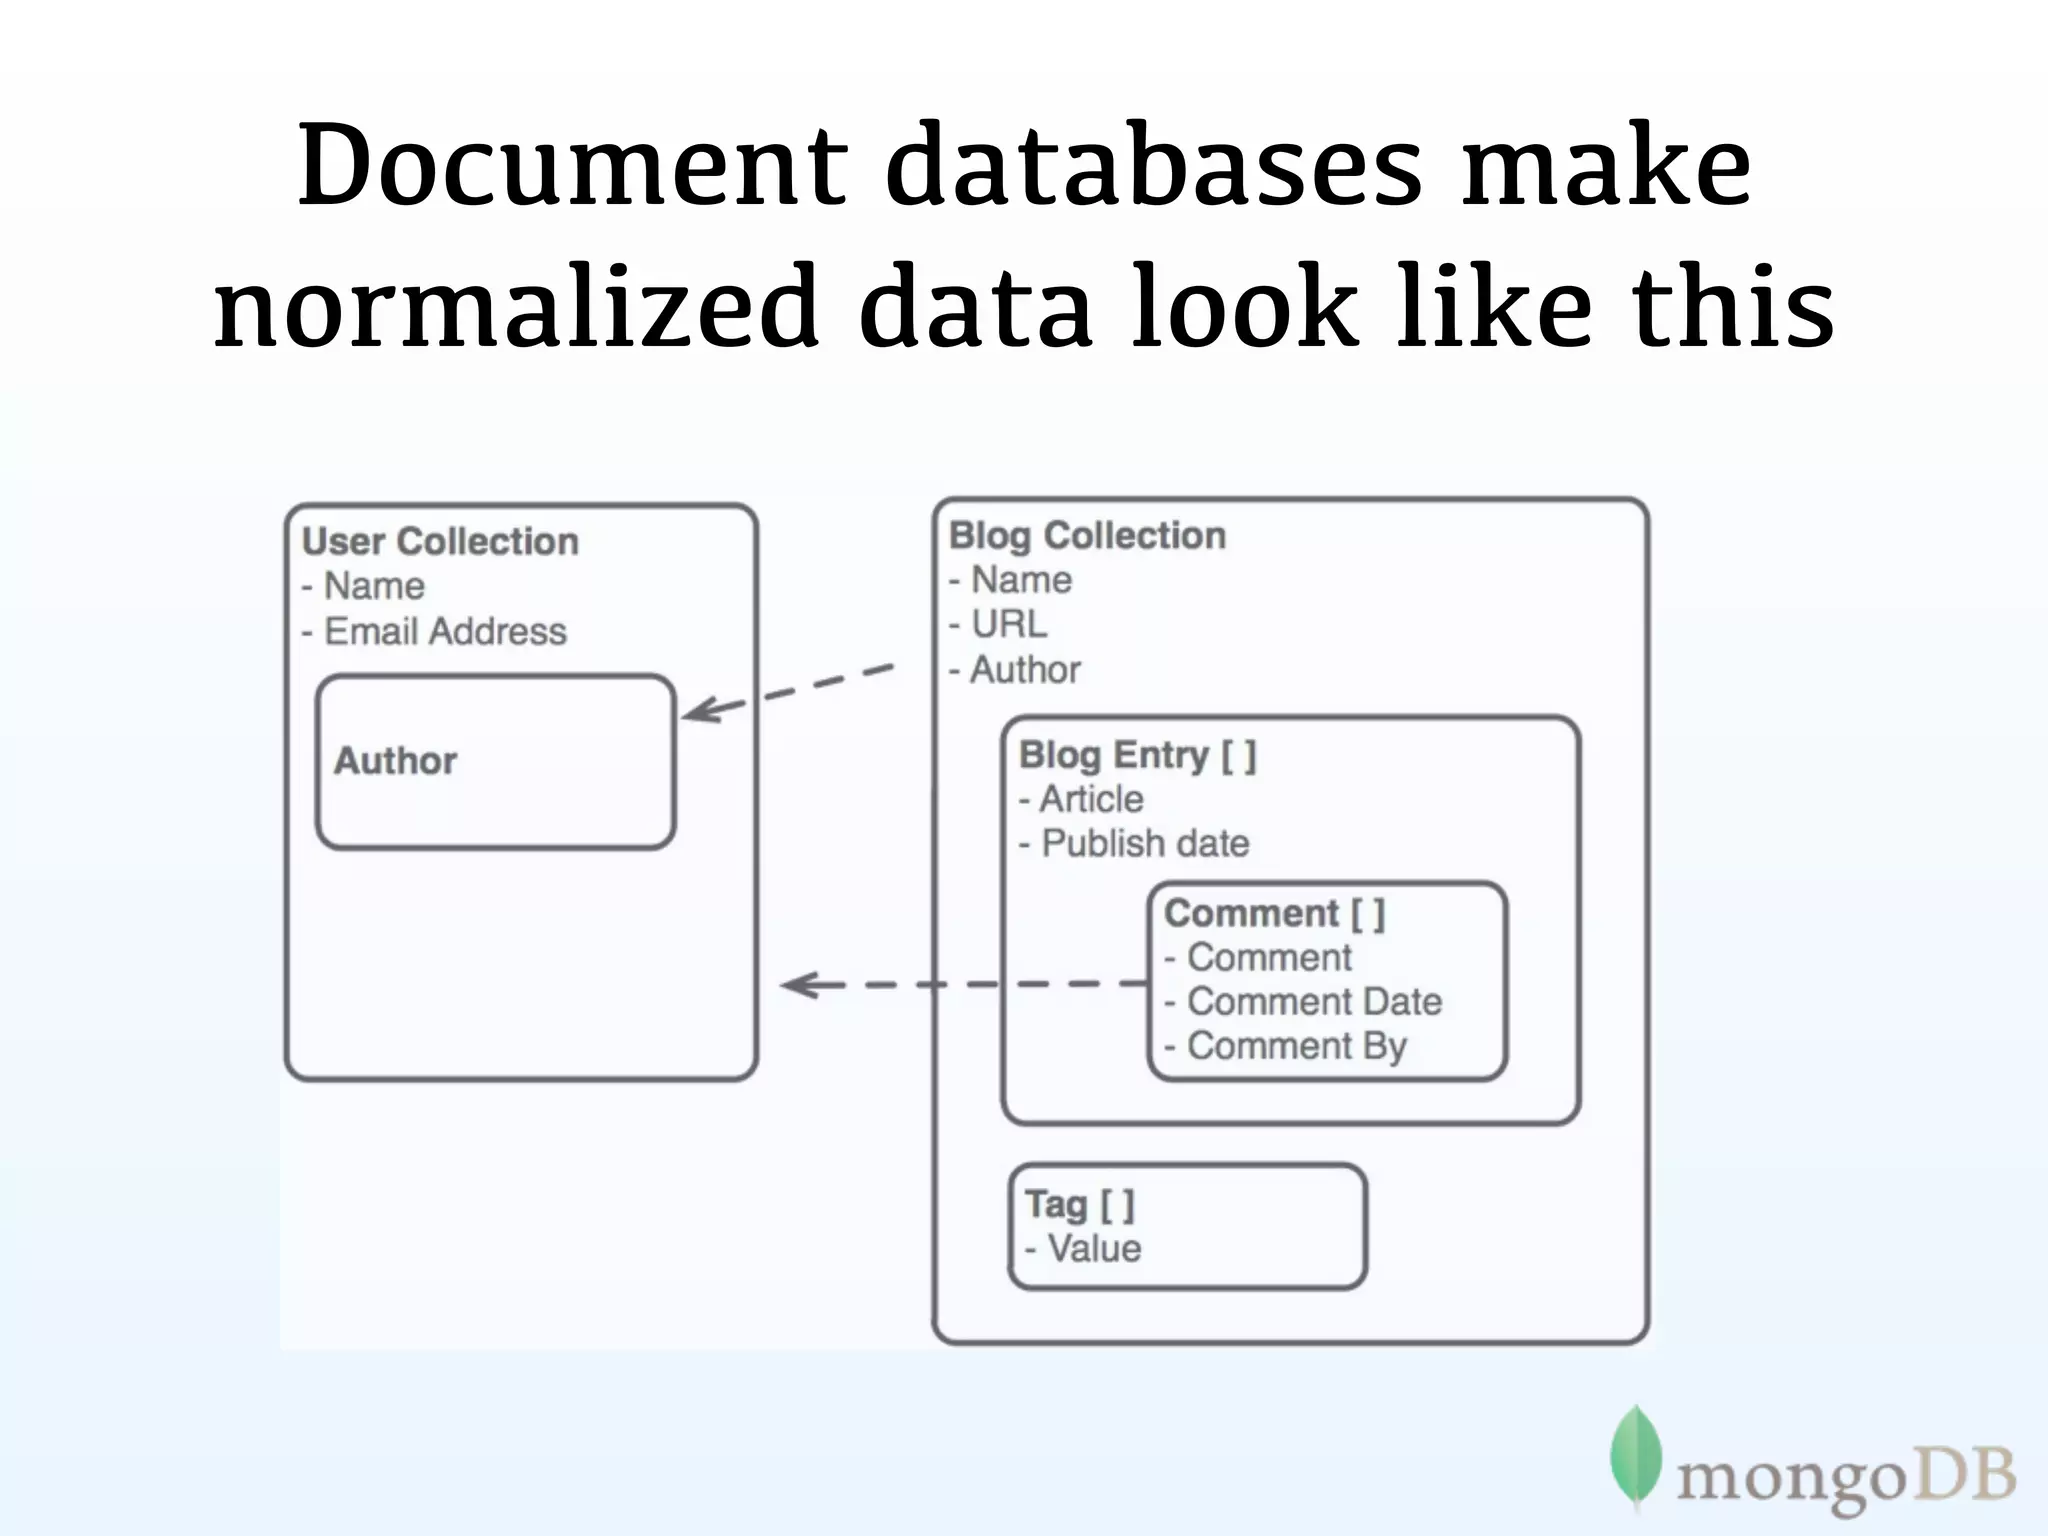 Document databases make
normalized data look like this
User Collection
- Name
- Email Address
Author
Blog Collection
- Name
- URL
- Author
Blog Entry [ ]
- Article
- Publish date
Comment [ ]
- Comment
- Comment Date
- Comment By
Tag [ ]
- Value
mongoDB